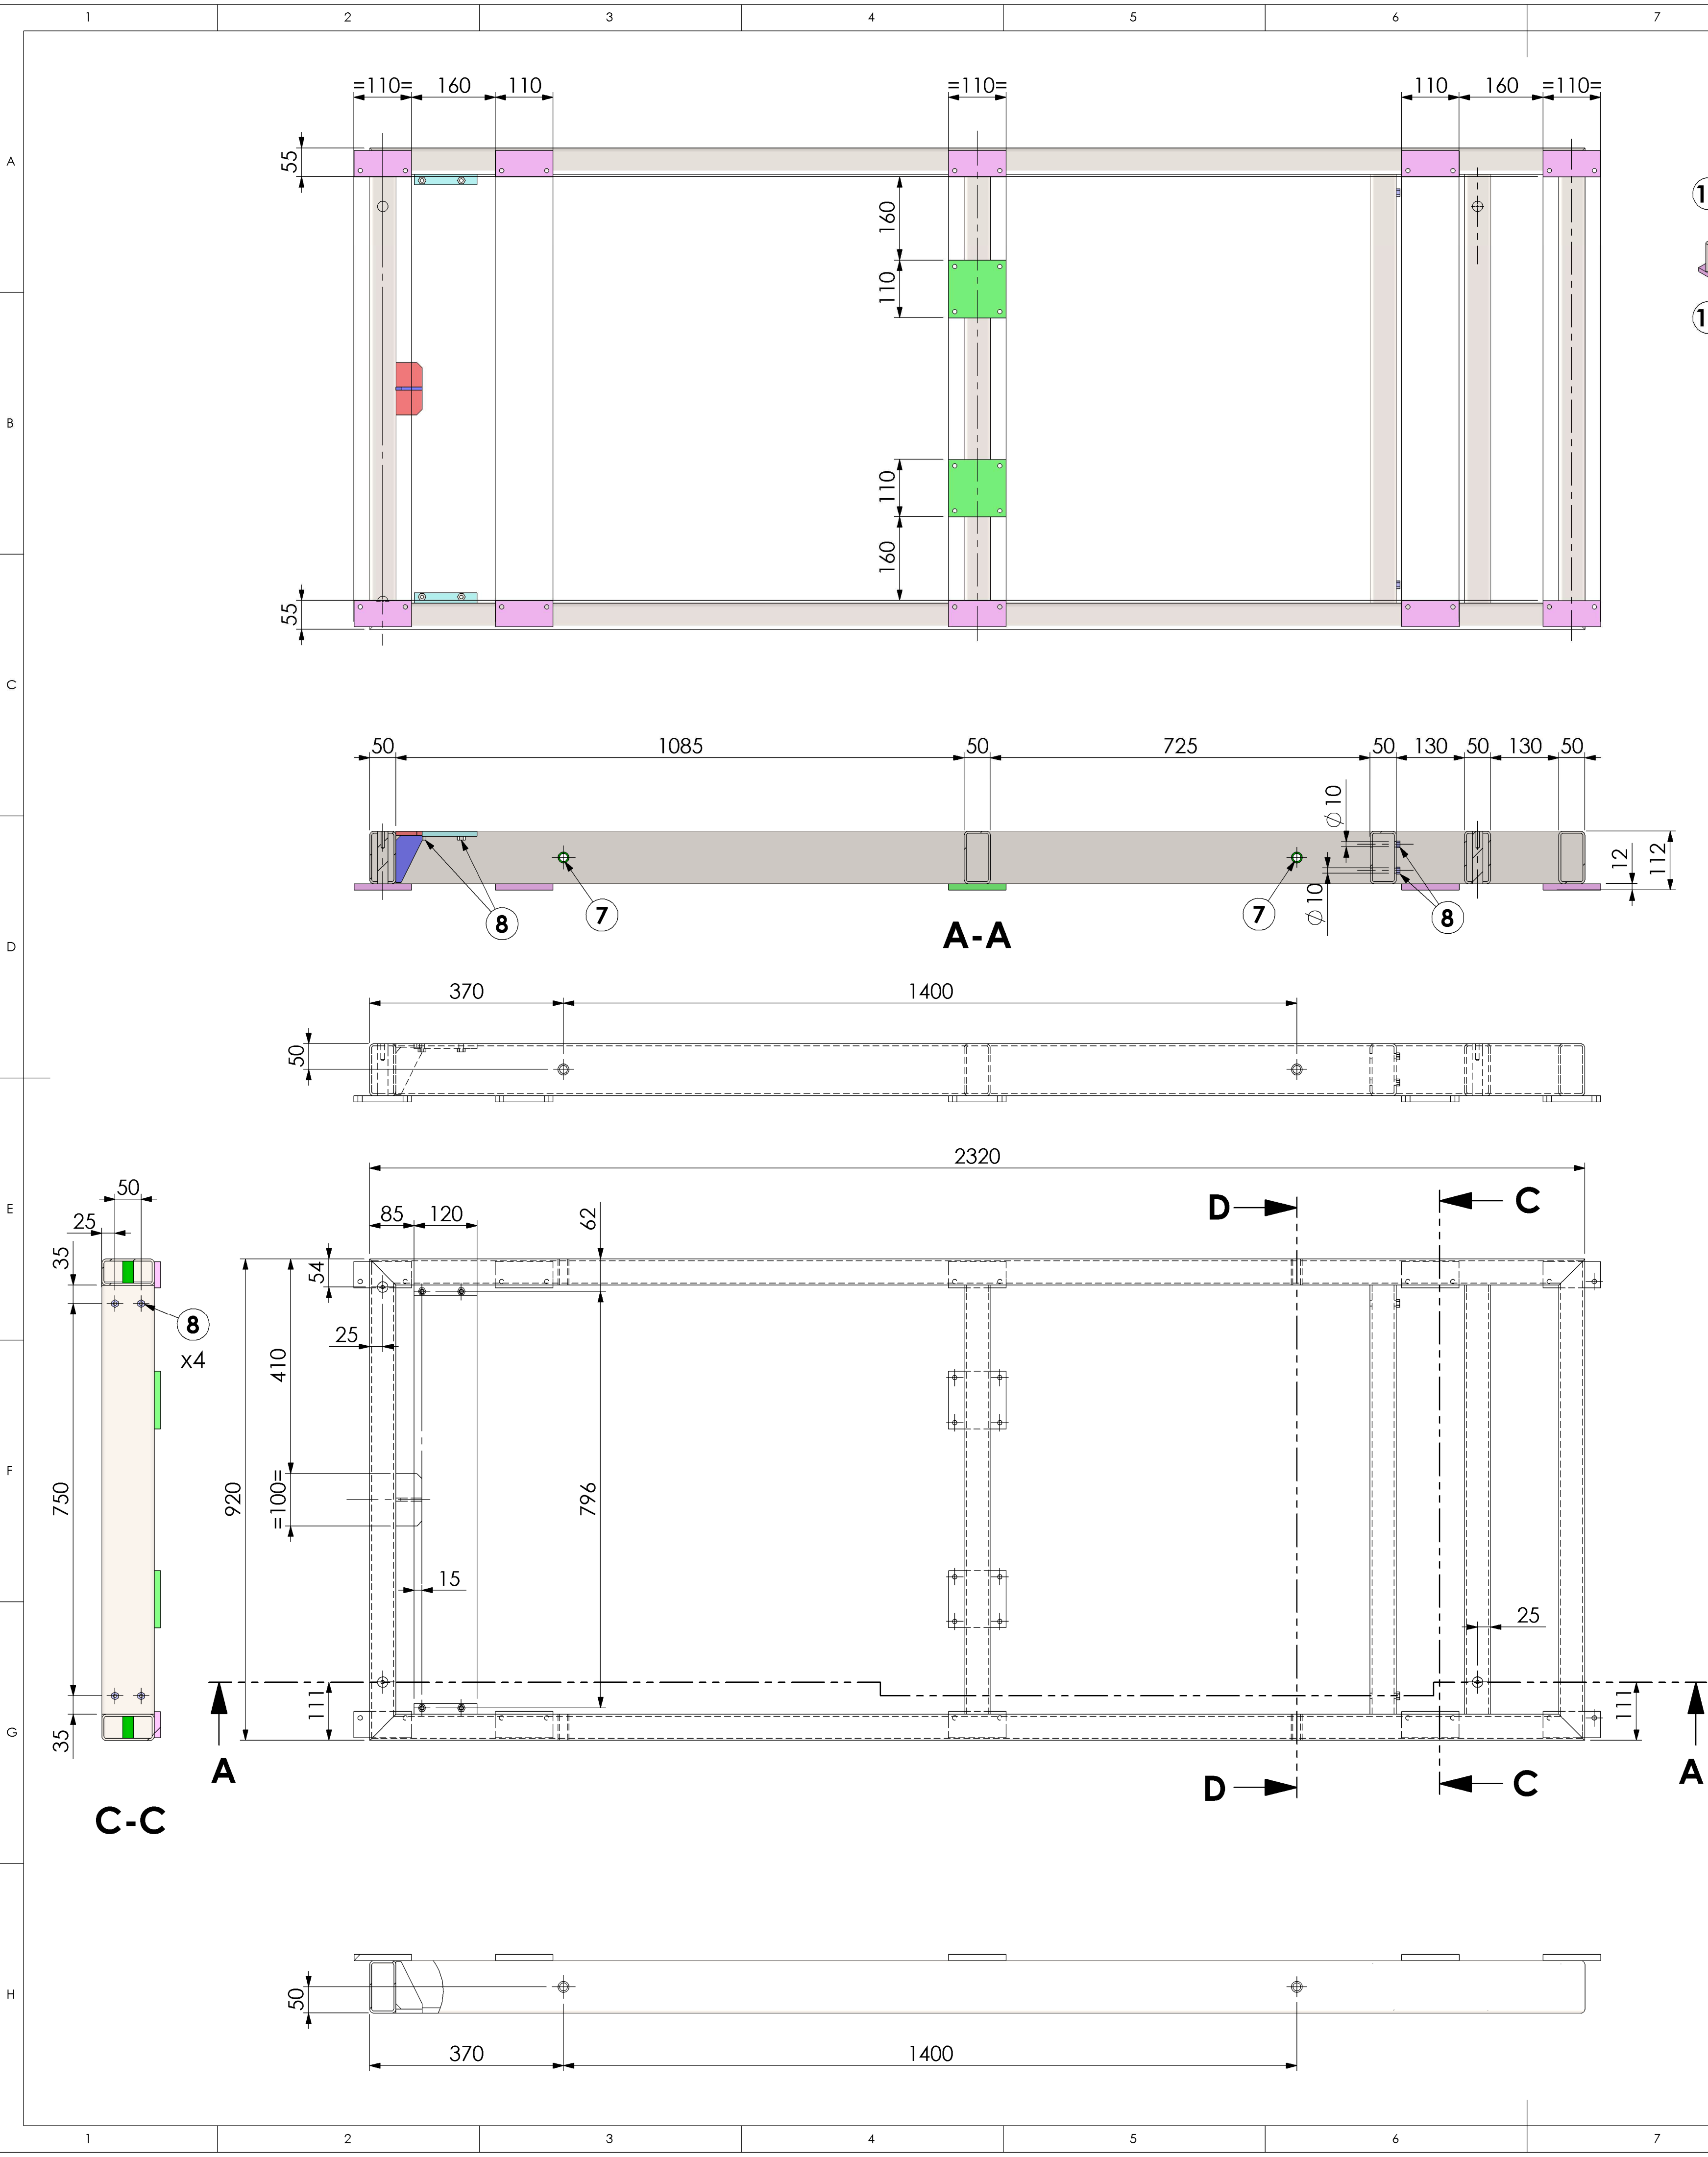 1 2 3 4 5 6 7
=110= 160 110 =110= 110 160 =110=
A
55
160
110
B
110
160
55
C
50 1085 50 725 50 130 50 130 50
⌀10
12
112
⌀10
8 7 7 8
A-A
D
370 1400
50
2320
E
50
25
35
85 120
62
54
D C
8
x4
25
410
=100=
F
750
920
796
15
25
111
111
G
35
A
D C
A
C-C
H
50
370 1400
1 2 3 4 5 6 7